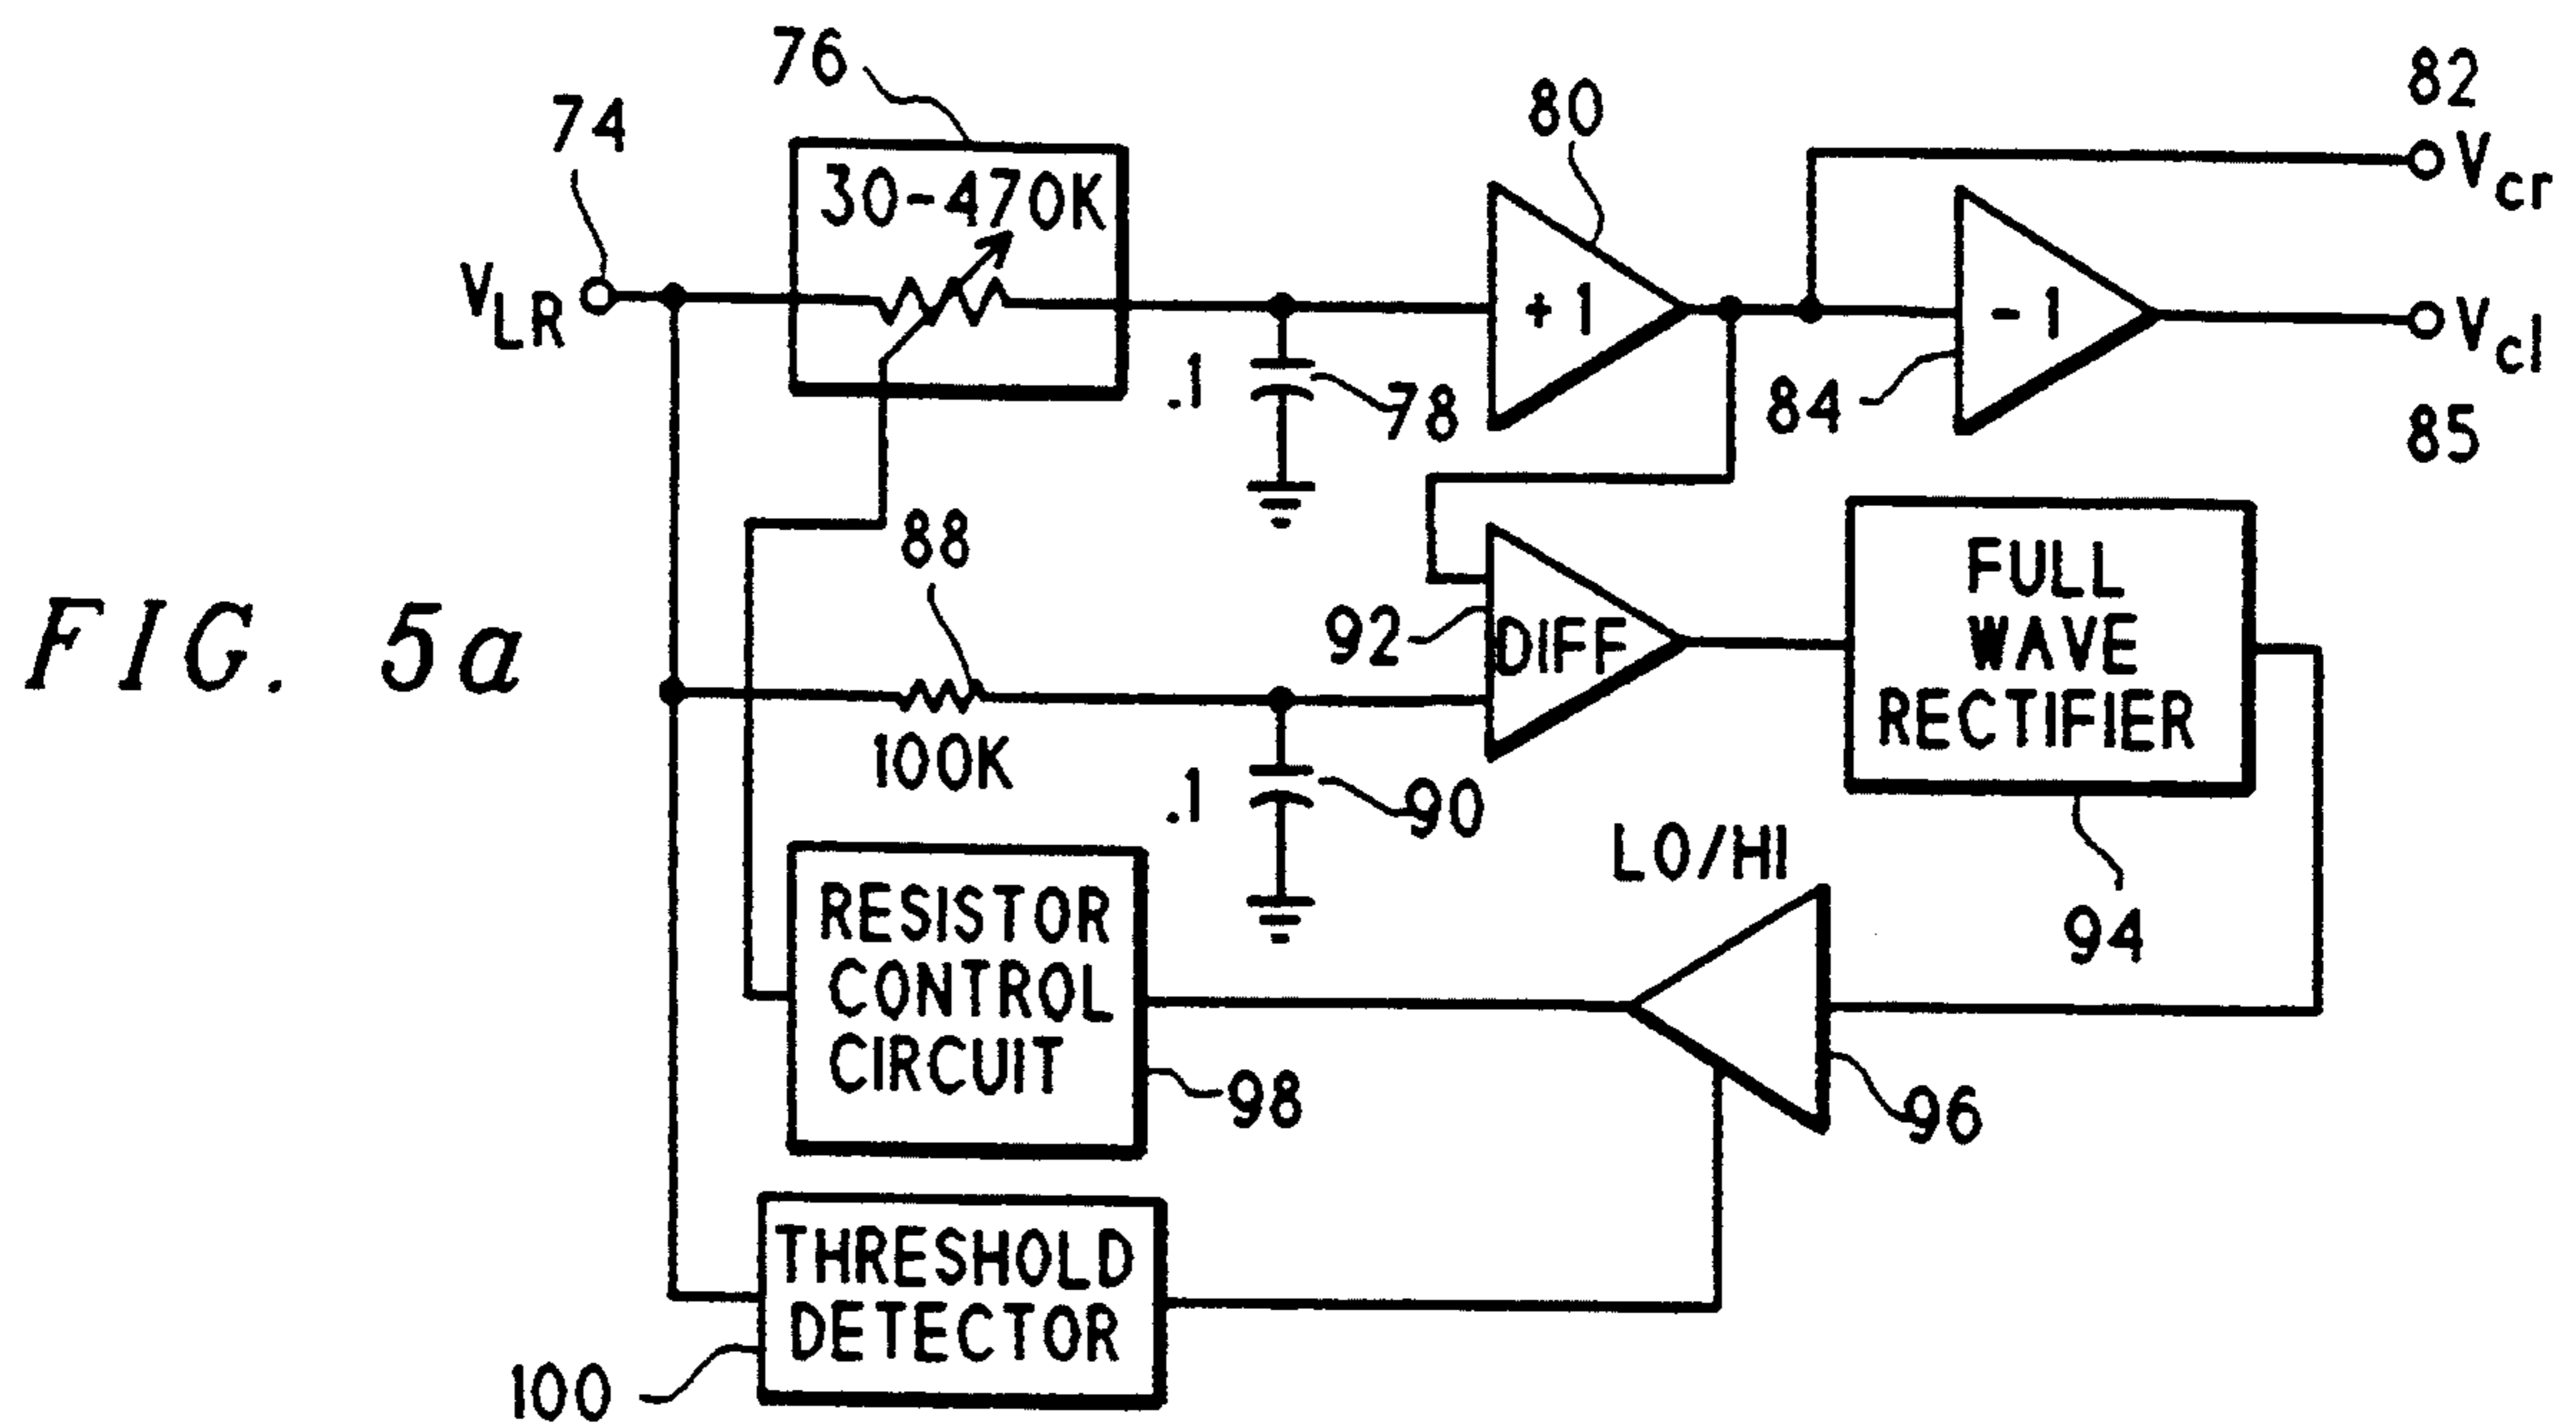 76
82
74
80
V_cr
30-470K
V_LR
+1
-1
V_cl
.1
78
84
85
88
FULL
WAVE
RECTIFIER
FIG. 5a
92
DIFF
100K
.1
90
LO/HI
94
RESISTOR
CONTROL
CIRCUIT
98
96
THRESHOLD
DETECTOR
100